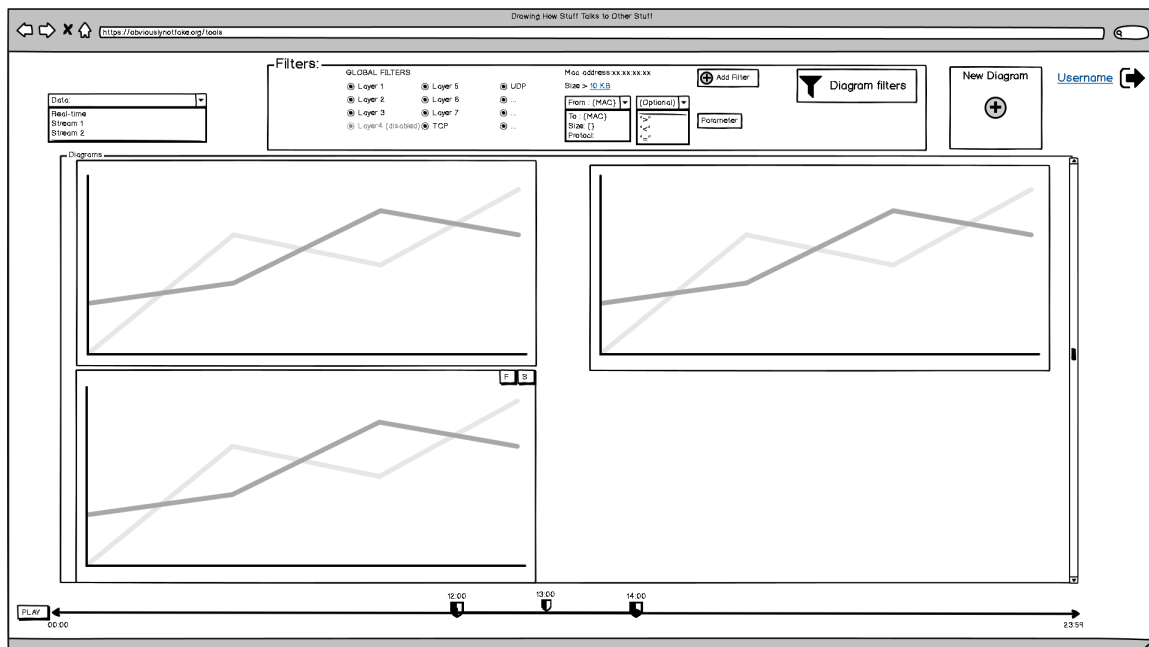 Drawing How Stuff Talks to Other Stuff
https://obviouslynotfake.org/tools
Data:
Real-time
Stream 1
Stream 2
Filters:
GLOBAL FILTERS
Layer 1
Layer 2
Layer 3
Layer 4 (disabled)
Layer 5
Layer 6
Layer 7
TCP
UDP
...
...
...
Mac address:xx:xx:xx:xx
Size > 10 KB
From : {MAC}
To : {MAC}
Size: {}
Protocl:
(Optional)
">"
"<"
"="
Add Filter
Parameter
Diagram filters
New Diagram
Username
Diagrams
F S
PLAY
12:00
13:00
14:00
00:00
23:59